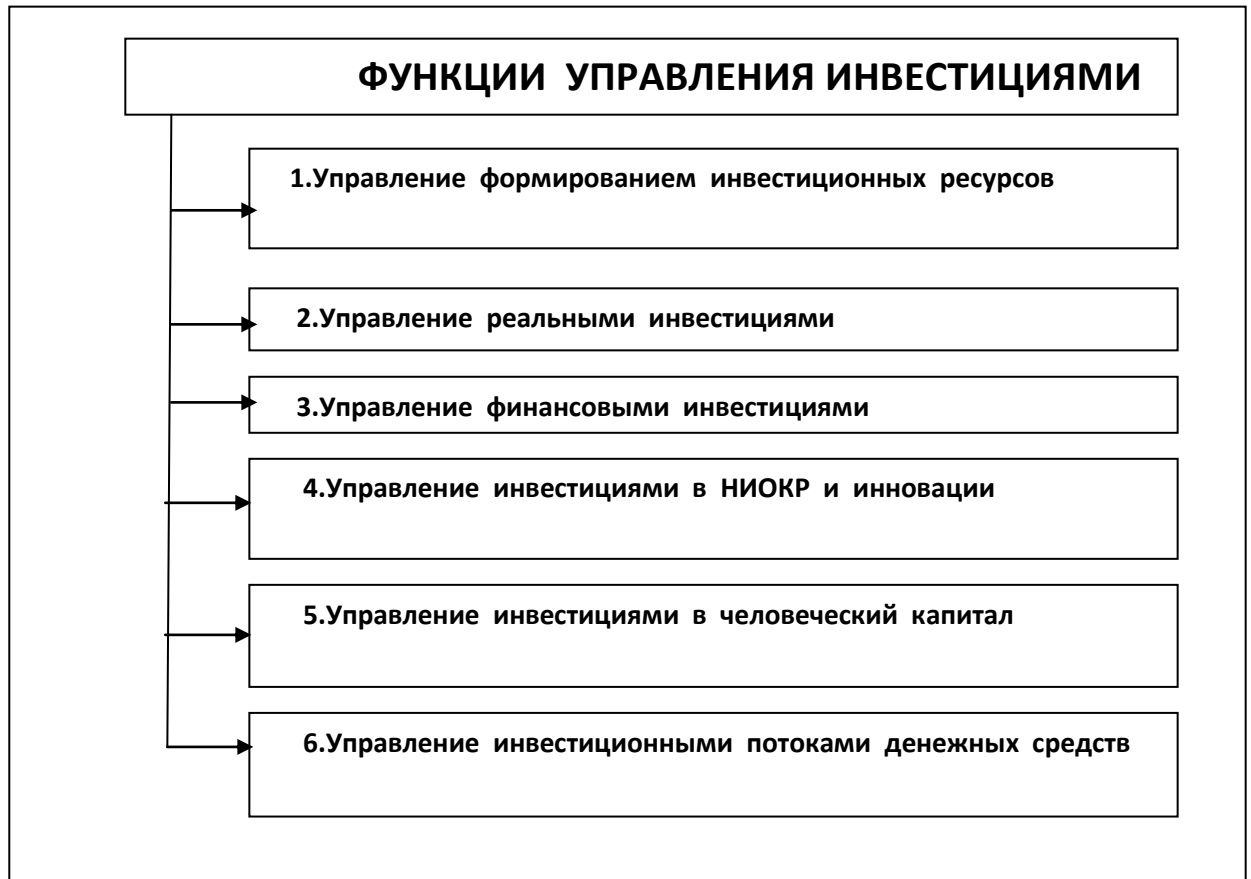 ФУНКЦИИ УПРАВЛЕНИЯ ИНВЕСТИЦИЯМИ
1.Управление формированием инвестиционных ресурсов
2.Управление реальными инвестициями
3.Управление финансовыми инвестициями
4.Управление инвестициями в НИОКР и инновации
5.Управление инвестициями в человеческий капитал
6.Управление инвестиционными потоками денежных средств